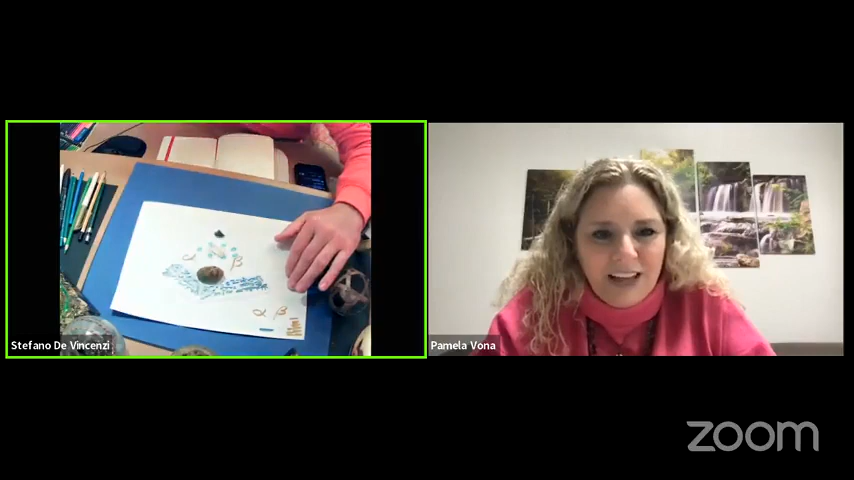 α
β
α β
Stefano De Vincenzi
Pamela Vona
zoom